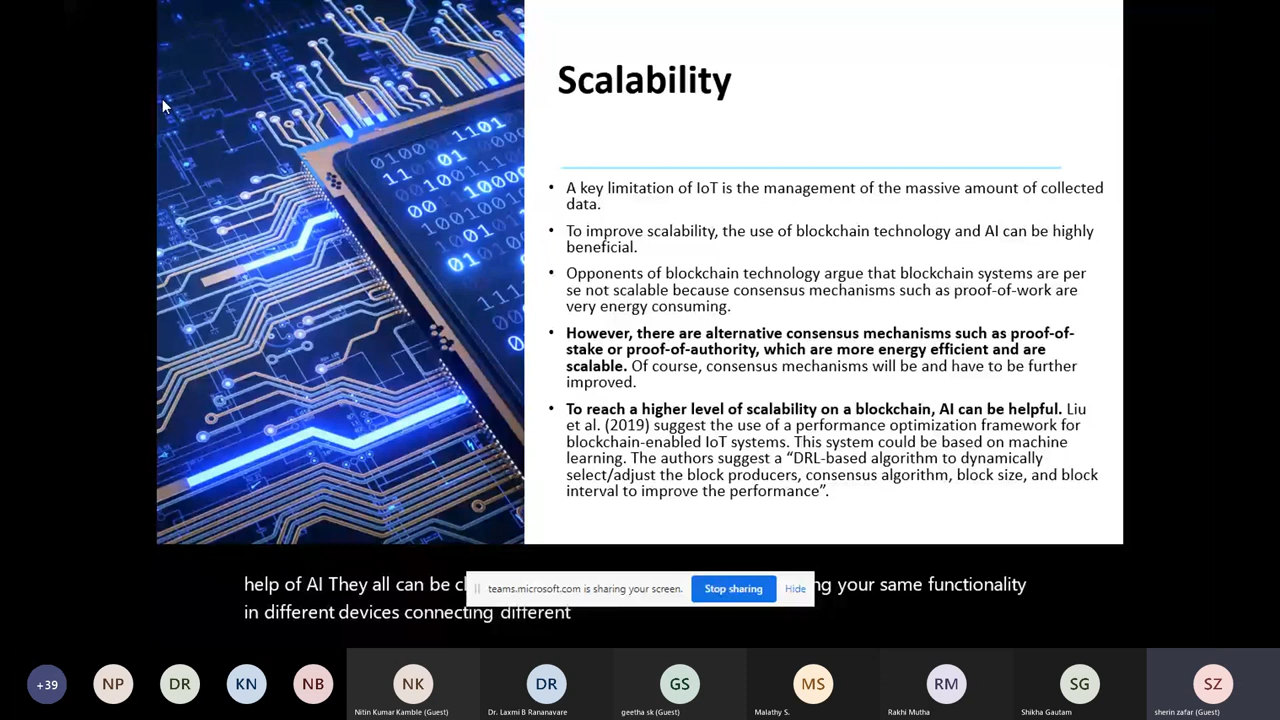 Scalability
• A key limitation of IoT is the management of the massive amount of collected
data.
• To improve scalability, the use of blockchain technology and AI can be highly
beneficial.
• Opponents of blockchain technology argue that blockchain systems are per
se not scalable because consensus mechanisms such as proof-of-work are
very energy consuming.
• However, there are alternative consensus mechanisms such as proof-of-
stake or proof-of-authority, which are more energy efficient and are
scalable. Of course, consensus mechanisms will be and have to be further
improved.
• To reach a higher level of scalability on a blockchain, AI can be helpful. Liu
et al. (2019) suggest the use of a performance optimization framework for
blockchain-enabled IoT systems. This system could be based on machine
learning. The authors suggest a “DRL-based algorithm to dynamically
select/adjust the block producers, consensus algorithm, block size, and block
interval to improve the performance”.
help of AI They all can be
your same functionality
in different devices connecting different
teams.microsoft.com is sharing your screen.
Stop sharing
Hide
+39
NP
DR
KN
NB
NK
DR
GS
MS
RM
SG
SZ
Nitin Kumar Kamble (Guest)
Dr. Laxmi B Rananavare
geetha sk (Guest)
Malathy S.
Rakhi Mutha
Shikha Gautam
sherin zafar (Guest)